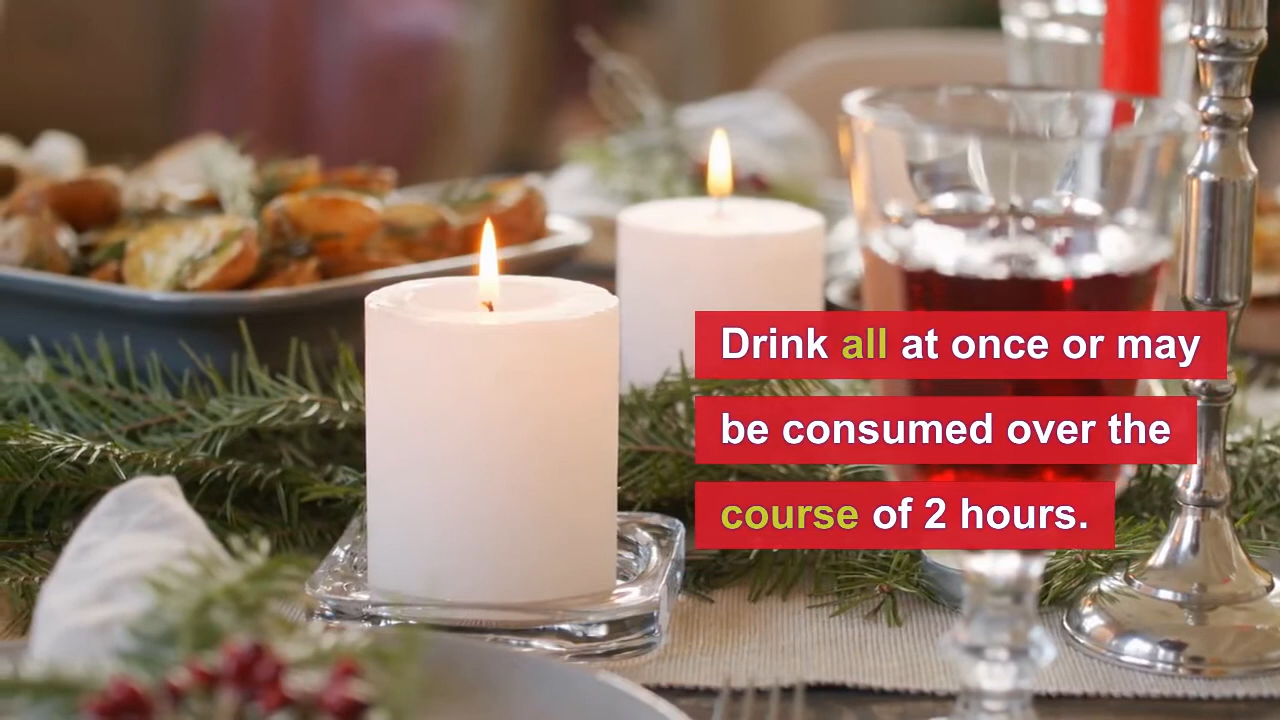 Drink all at once or may
be consumed over the
course of 2 hours.